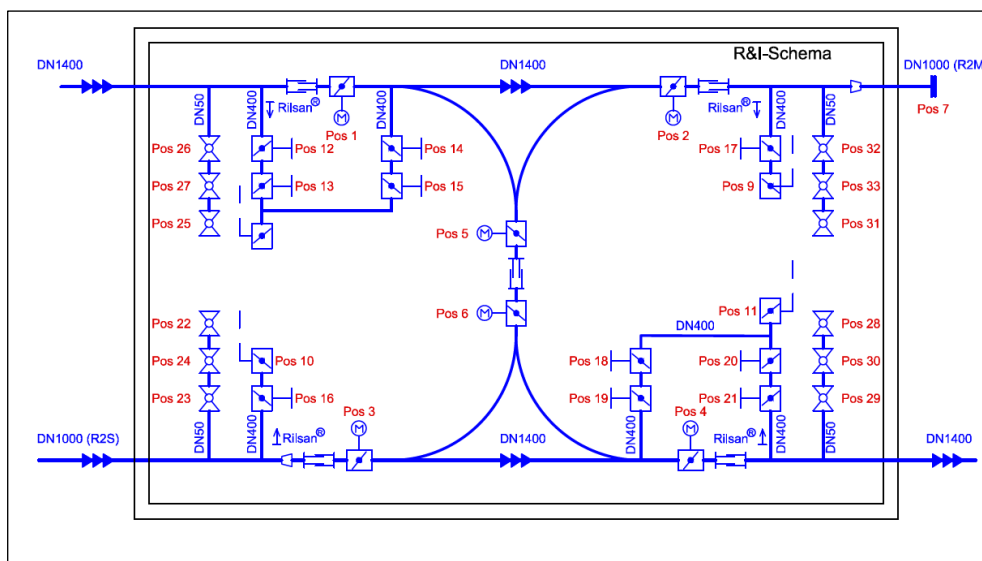 R&I-Schema
DN1400
DN1400
DN1000 (R2M)
Rilsan®
Rilsan®
DN50
DN400
DN400
DN400
DN50
Pos 7
Pos 1
Pos 2
Pos 26
Pos 12
Pos 14
Pos 17
Pos 32
Pos 27
Pos 13
Pos 15
Pos 9
Pos 33
Pos 25
Pos 31
Pos 5
M
M
M
Pos 6
M
Pos 11
Pos 22
Pos 28
DN400
Pos 24
Pos 10
Pos 18
Pos 20
Pos 30
Pos 23
Pos 16
Pos 19
Pos 21
Pos 29
Pos 3
Pos 4
M
M
DN1000 (R2S)
DN50
DN400
Rilsan®
DN1400
DN400
Rilsan®
DN400
DN50
DN1400